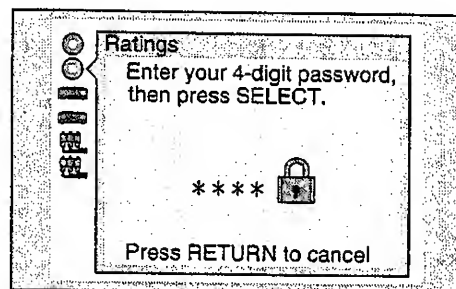 Ratings
Enter your 4-digit password,
then press SELECT.
****
Press RETURN to cancel